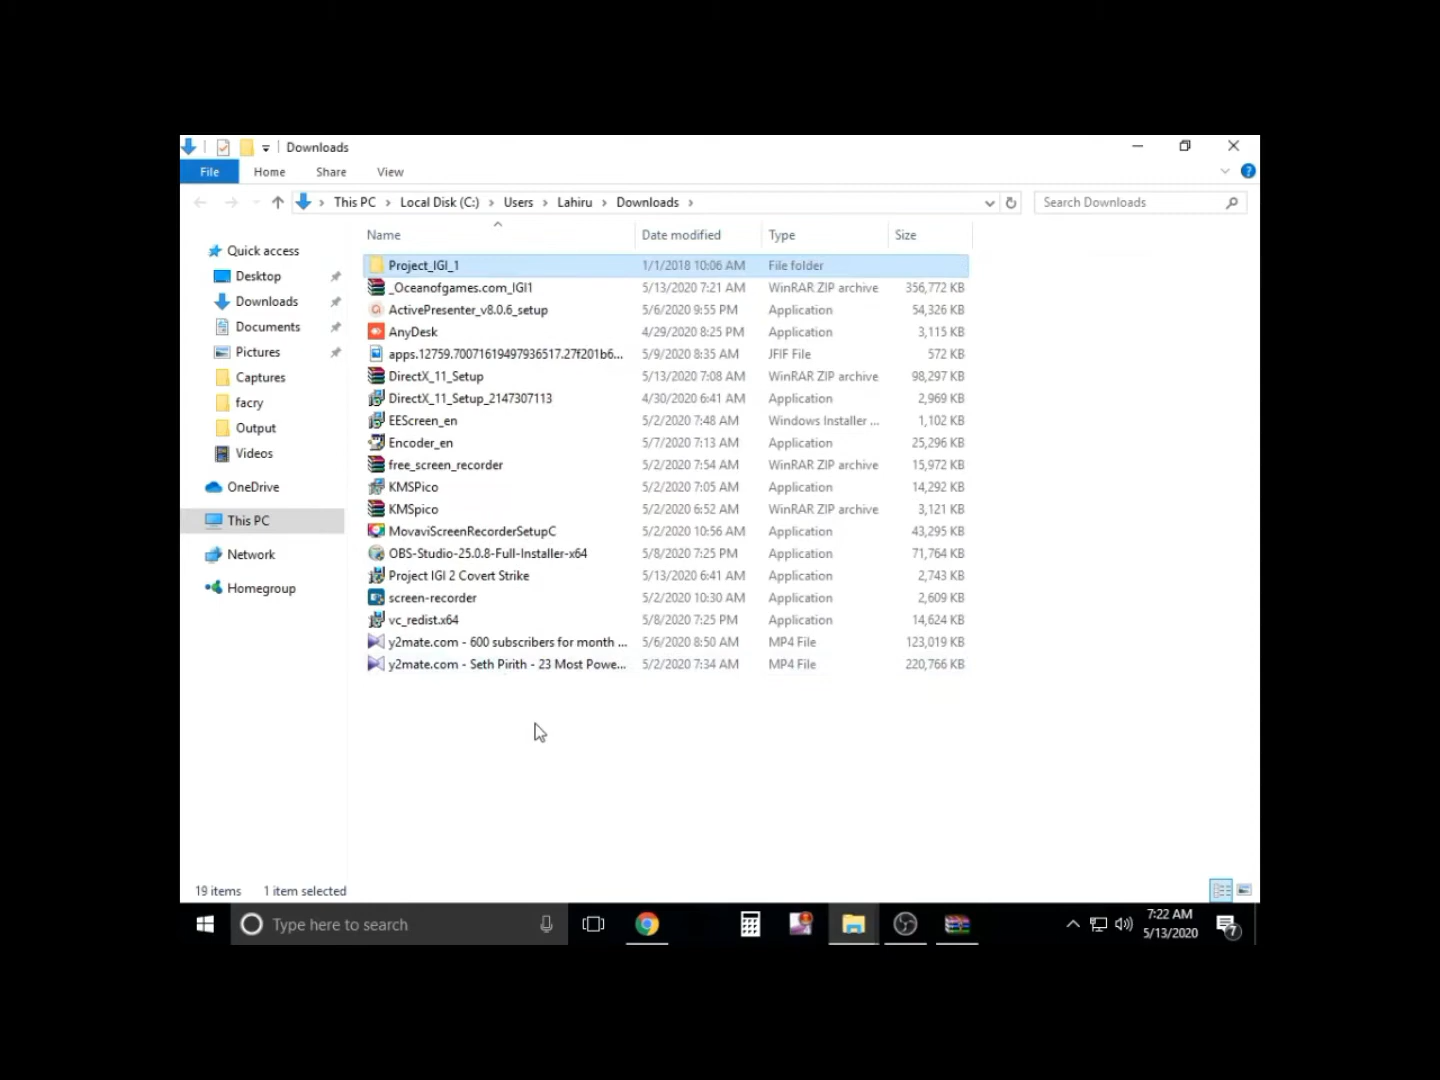 Downloads
File Home Share View
This PC Local Disk (C:) Users Lahiru Downloads Search Downloads
Name Date modified Type Size
Quick access
Desktop
Downloads
Documents
Pictures
Captures
facry
Output
Videos
OneDrive
This PC
Network
Homegroup
Project_IGI_1 1/1/2018 10:06 AM File folder
_Oceanofgames.com_IGI1 5/13/2020 7:21 AM WinRAR ZIP archive 356,772 KB
ActivePresenter_v8.0.6_setup 5/6/2020 9:55 PM Application 54,326 KB
AnyDesk 4/29/2020 8:25 PM Application 3,115 KB
apps.12759.70071619497936517.27f201b6... 5/9/2020 8:35 AM JFIF File 572 KB
DirectX_11_Setup 5/13/2020 7:08 AM WinRAR ZIP archive 98,297 KB
DirectX_11_Setup_2147307113 4/30/2020 6:41 AM Application 2,969 KB
EEScreen_en 5/2/2020 7:48 AM Windows Installer ... 1,102 KB
Encoder_en 5/7/2020 7:13 AM Application 25,296 KB
free_screen_recorder 5/2/2020 7:54 AM WinRAR ZIP archive 15,972 KB
KMSPico 5/2/2020 7:05 AM Application 14,292 KB
KMSpico 5/2/2020 6:52 AM WinRAR ZIP archive 3,121 KB
MovaviScreenRecorderSetupC 5/2/2020 10:56 AM Application 43,295 KB
OBS-Studio-25.0.8-Full-Installer-x64 5/8/2020 7:25 PM Application 71,764 KB
Project IGI 2 Covert Strike 5/13/2020 6:41 AM Application 2,743 KB
screen-recorder 5/2/2020 10:30 AM Application 2,609 KB
vc_redist.x64 5/8/2020 7:25 PM Application 14,624 KB
y2mate.com - 600 subscribers for month ... 5/6/2020 8:50 AM MP4 File 123,019 KB
y2mate.com - Seth Pirith - 23 Most Powe... 5/2/2020 7:34 AM MP4 File 220,766 KB
19 items 1 item selected
Type here to search
7:22 AM
5/13/2020
7